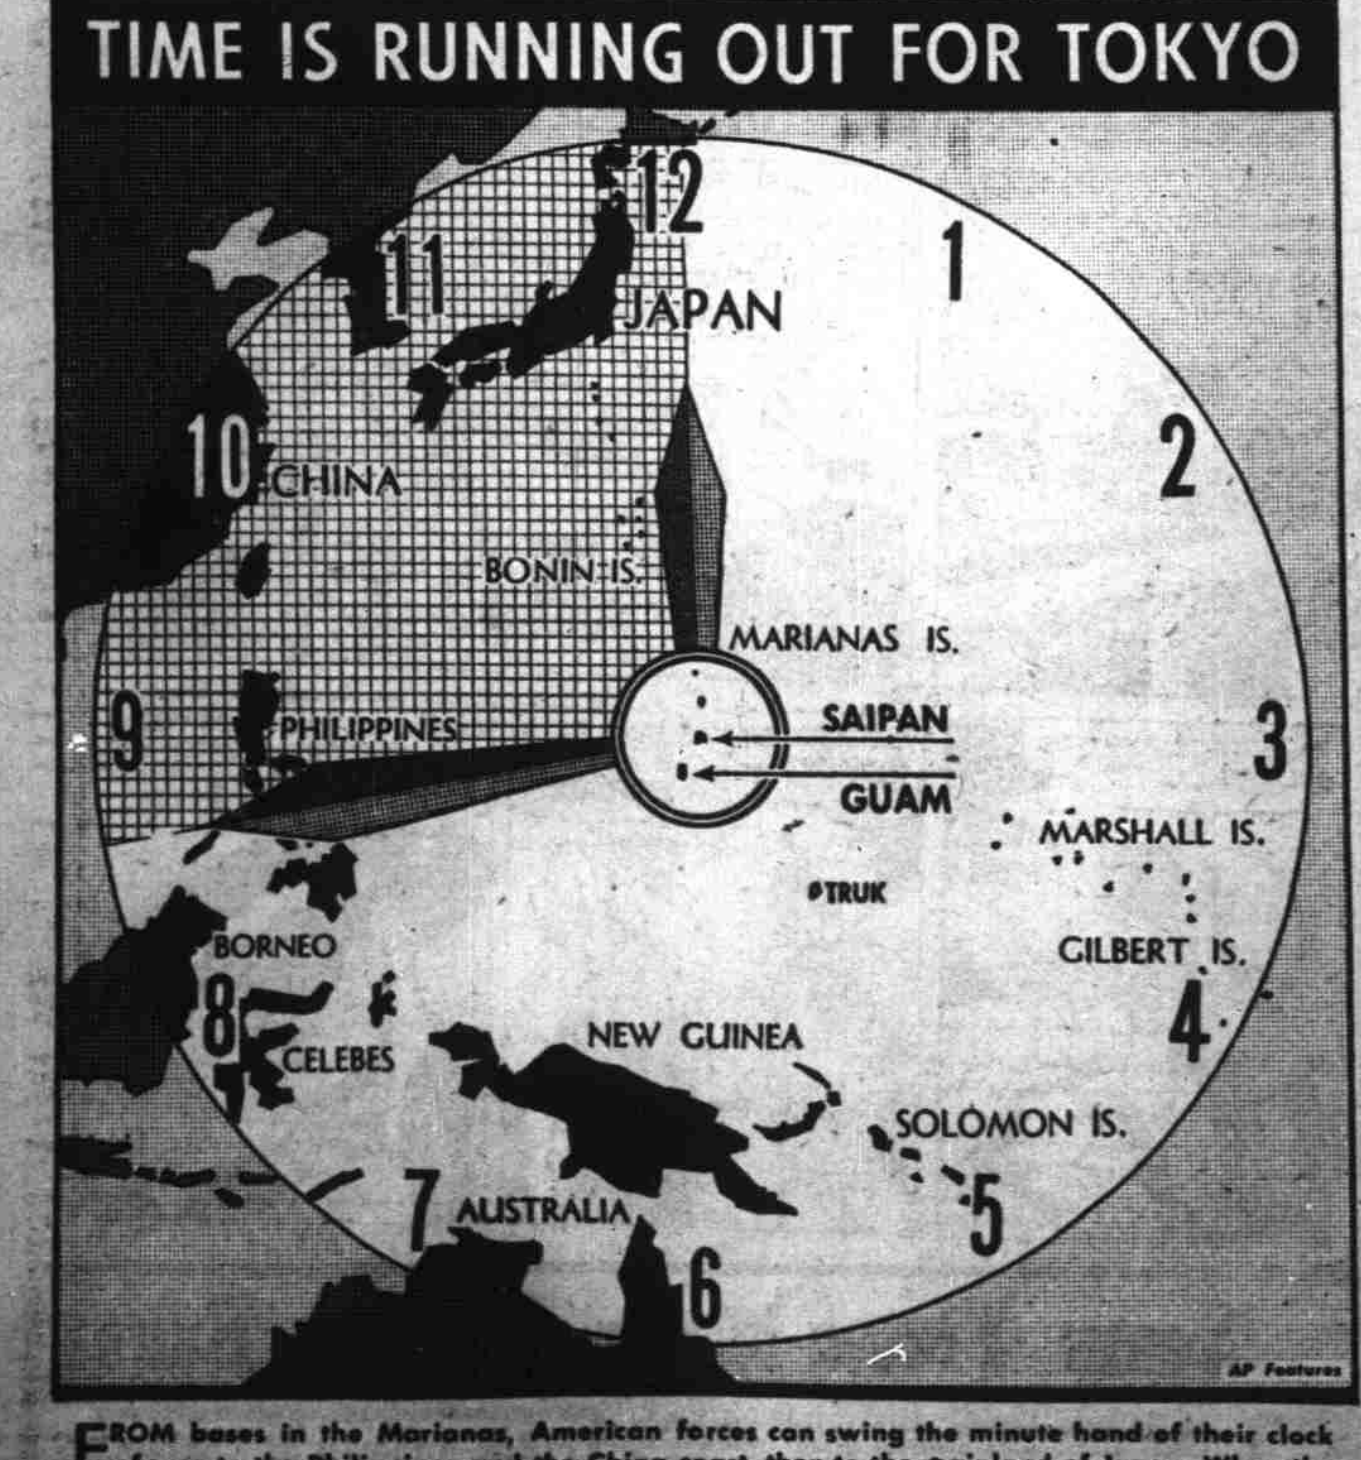 TIME IS RUNNING OUT FOR TOKYO
12
11
1
JAPAN
2
10
CHINA
BONIN IS.
MARIANAS IS.
9
PHILIPPINES
SAIPAN
3
GUAM
MARSHALL IS.
TRUK
BORNEO
GILBERT IS.
8
4
NEW GUINEA
CELEBES
SOLOMON IS.
7
AUSTRALIA
5
6
AP Features
FROM bases in the Marianas, American forces can swing the minute hand of their clock